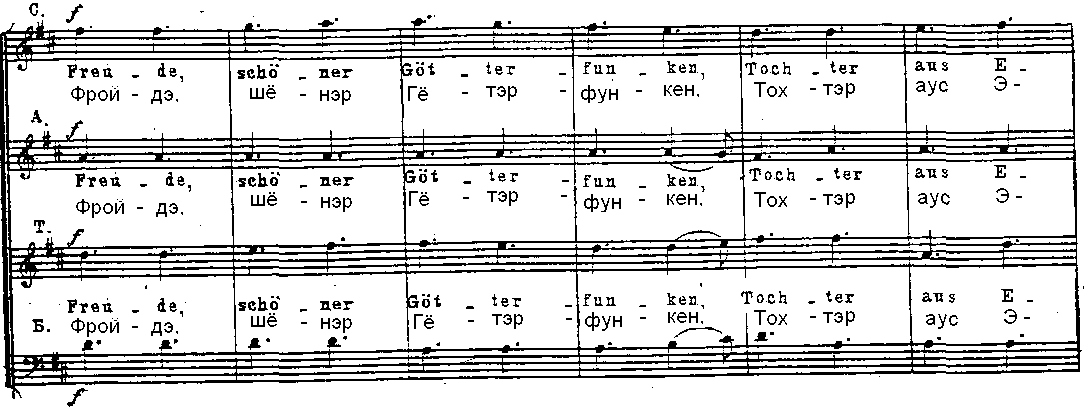 С.
f
Freu - de, schö - ner Göt - ter - fun - ken, Toch - ter aus E -
Фрой - дэ. шё - нэр Гё - тэр - фун - кен. Тох - тэр аус Э -
А.
f
Freu - de, schö - ner Göt - ter - fun - ken, Toch - ter aus E -
Фрой - дэ. шё - нэр Гё - тэр - фун - кен. Тох - тэр аус Э -
Т.
f
Freu - de, schö - ner Göt - ter - fun - ken, Toch - ter aus E -
Фрой - дэ. шё - нэр Гё - тэр - фун - кен. Тох - тэр аус Э -
Б.
f